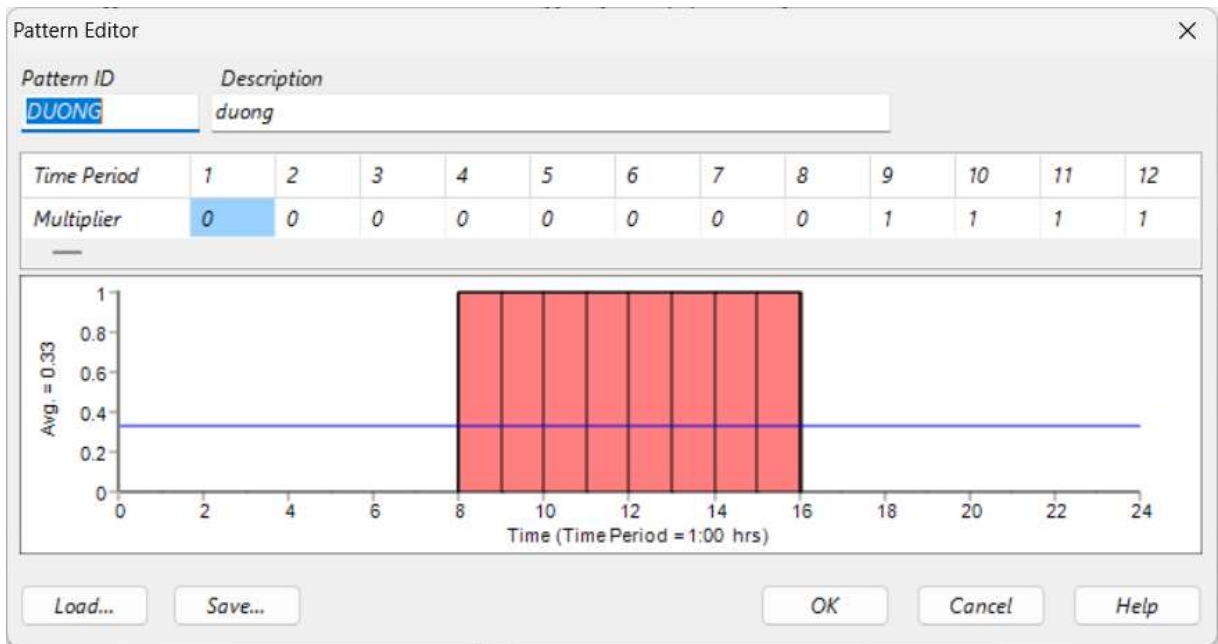 Pattern Editor
Pattern ID Description
DUONG duong
Time Period 1 2 3 4 5 6 7 8 9 10 11 12
Multiplier 0 0 0 0 0 0 0 0 1 1 1 1
Avg. = 0.33
1
0.8
0.6
0.4
0.2
0
0 2 4 6 8 10 12 14 16 18 20 22 24
Time (Time Period = 1:00 hrs)
Load... Save... OK Cancel Help